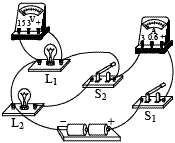 V
15 3 +
A
3 0.6 +
L₁
S₂
L₂
S₁
− +